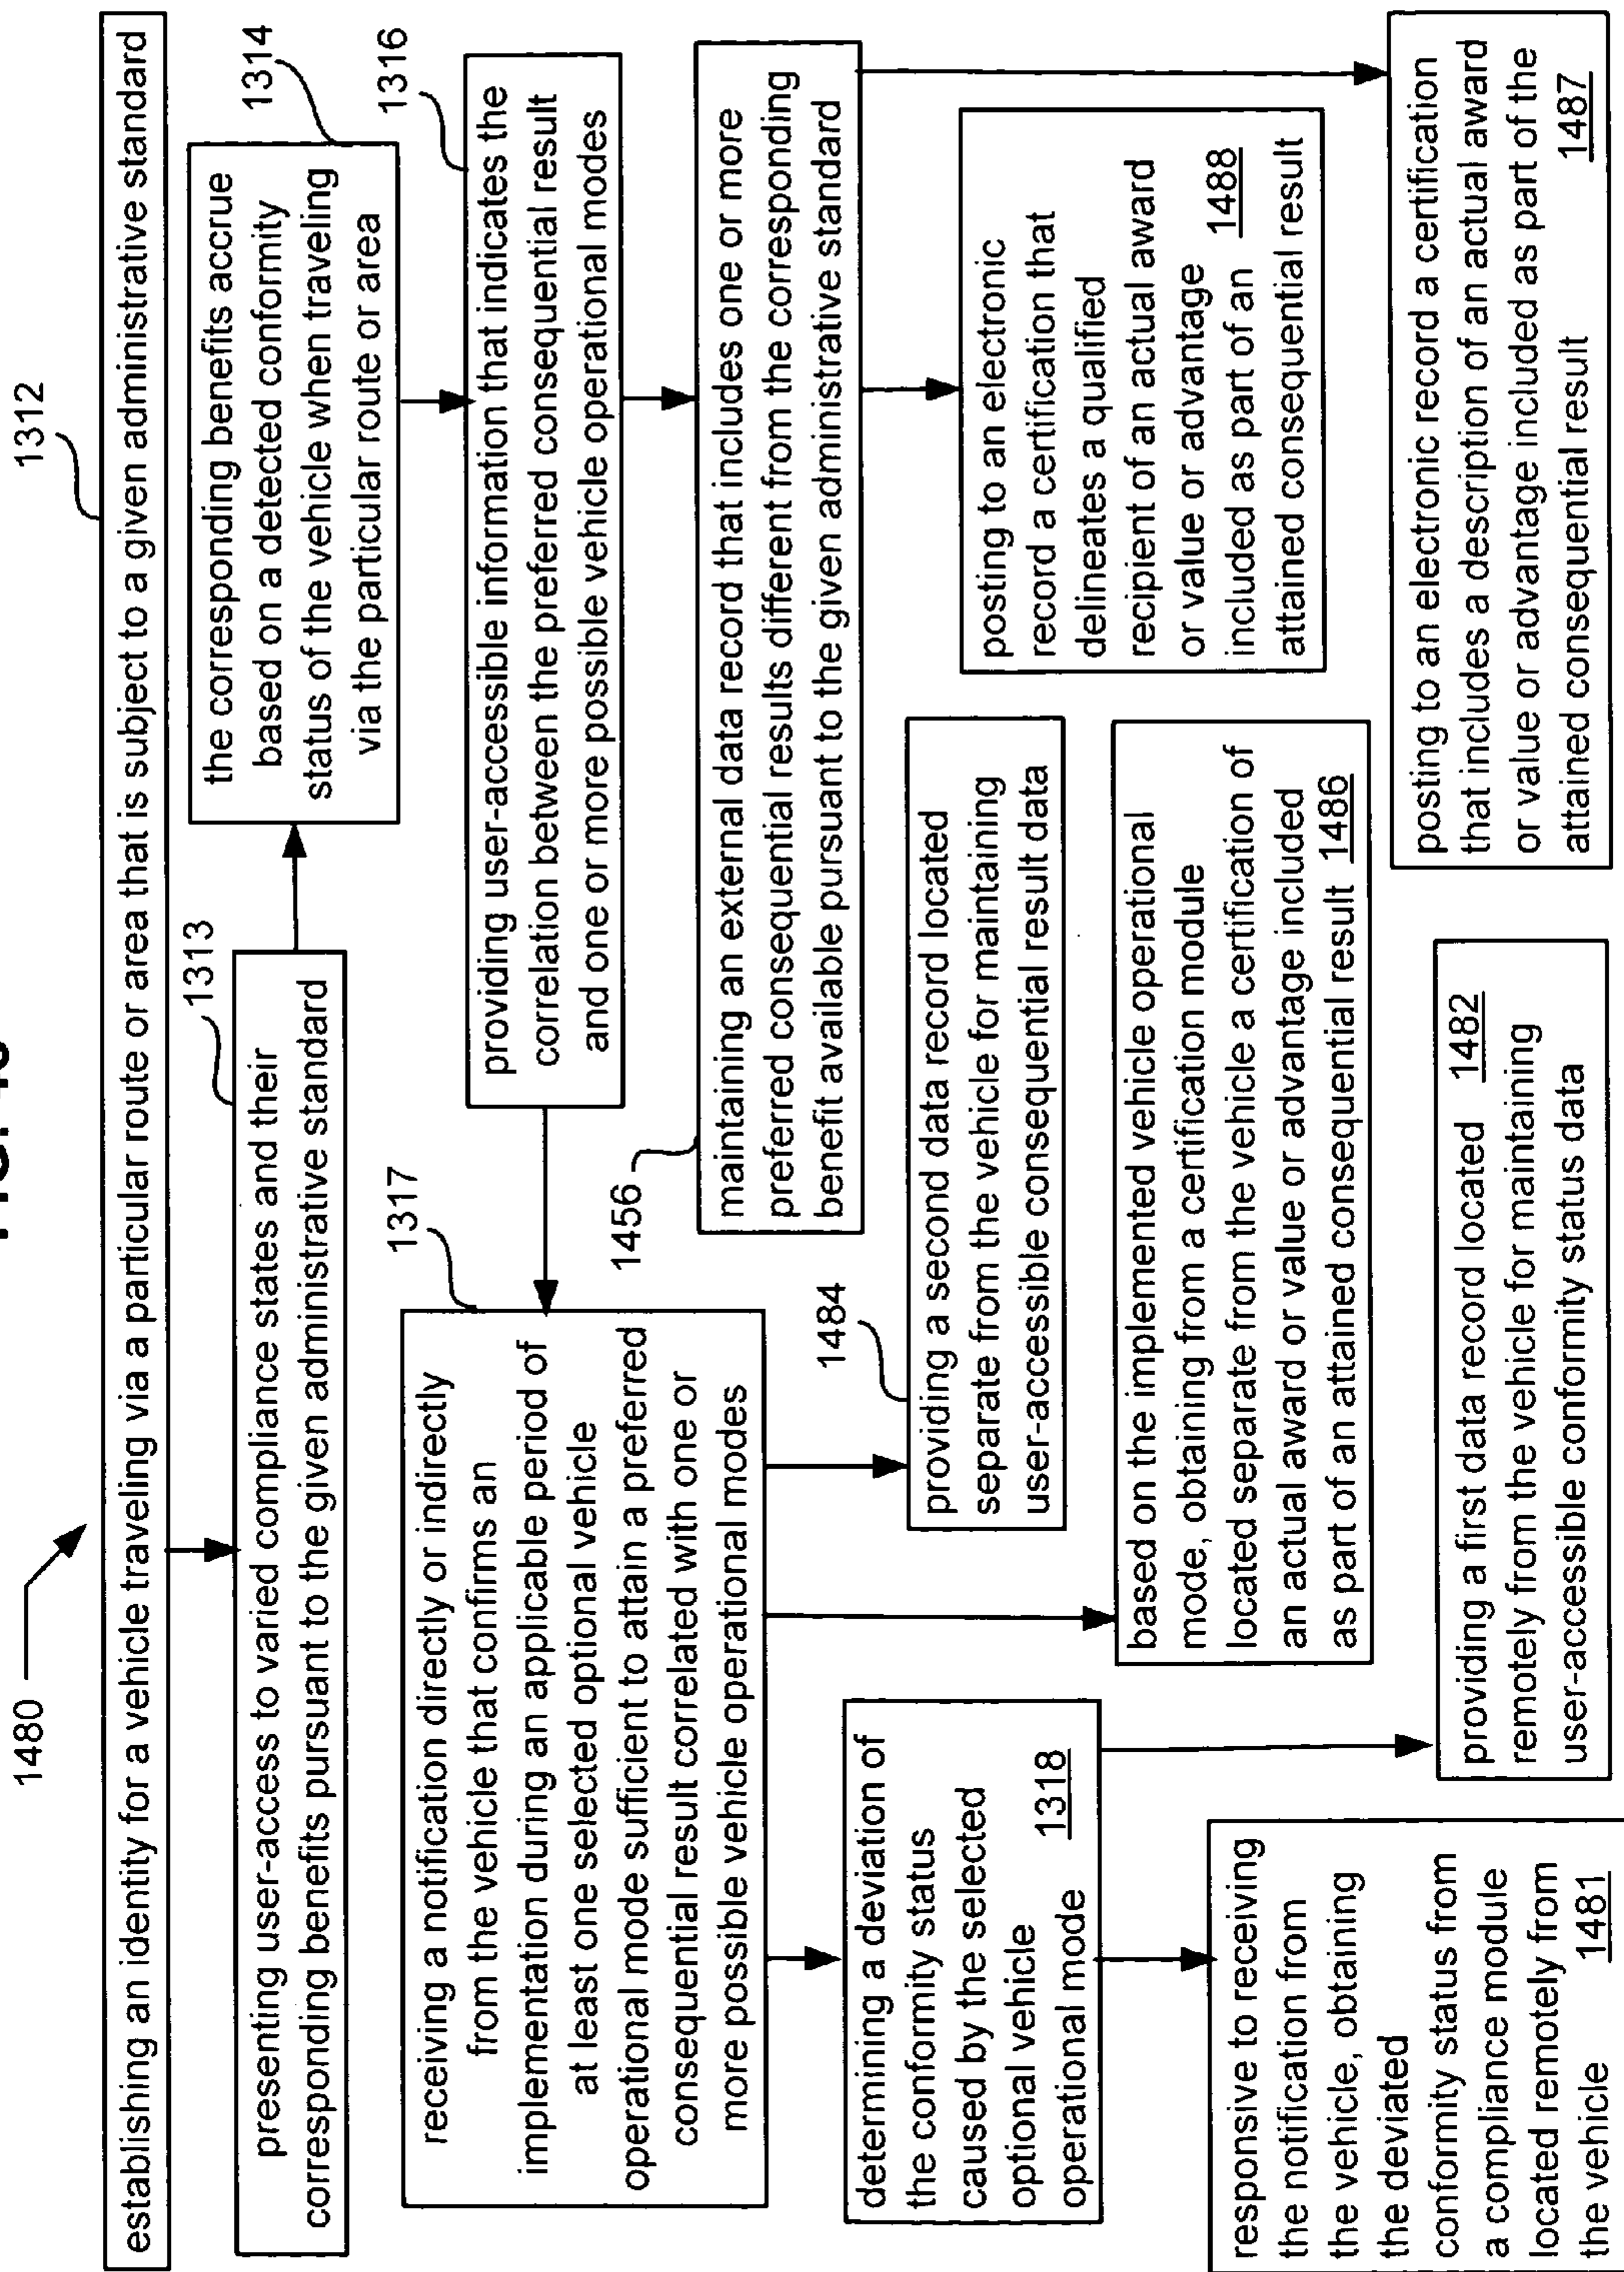 1480
1312
establishing an identity for a vehicle traveling via a particular route or area that is subject to a given administrative standard
1313
presenting user-access to varied compliance states and their
corresponding benefits pursuant to the given administrative standard
1314
the corresponding benefits accrue
based on a detected conformity
status of the vehicle when traveling
via the particular route or area
1316
providing user-accessible information that indicates the
correlation between the preferred consequential result
and one or more possible vehicle operational modes
1317
receiving a notification directly or indirectly
from the vehicle that confirms an
implementation during an applicable period of
at least one selected optional vehicle
operational mode sufficient to attain a preferred
consequential result correlated with one or
more possible vehicle operational modes
1456
maintaining an external data record that includes one or more
preferred consequential results different from the corresponding
benefit available pursuant to the given administrative standard
determining a deviation of
the conformity status
caused by the selected
optional vehicle
operational mode 1318
1484
providing a second data record located
separate from the vehicle for maintaining
user-accessible consequential result data
posting to an electronic
record a certification that
delineates a qualified
recipient of an actual award
or value or advantage
included as part of an 1488
attained consequential result
based on the implemented vehicle operational
mode, obtaining from a certification module
located separate from the vehicle a certification of
an actual award or value or advantage included
as part of an attained consequential result 1486
responsive to receiving
the notification from
the vehicle, obtaining
the deviated
conformity status from
a compliance module
located remotely from
the vehicle 1481
providing a first data record located 1482
remotely from the vehicle for maintaining
user-accessible conformity status data
posting to an electronic record a certification
that includes a description of an actual award
or value or advantage included as part of the
attained consequential result 1487